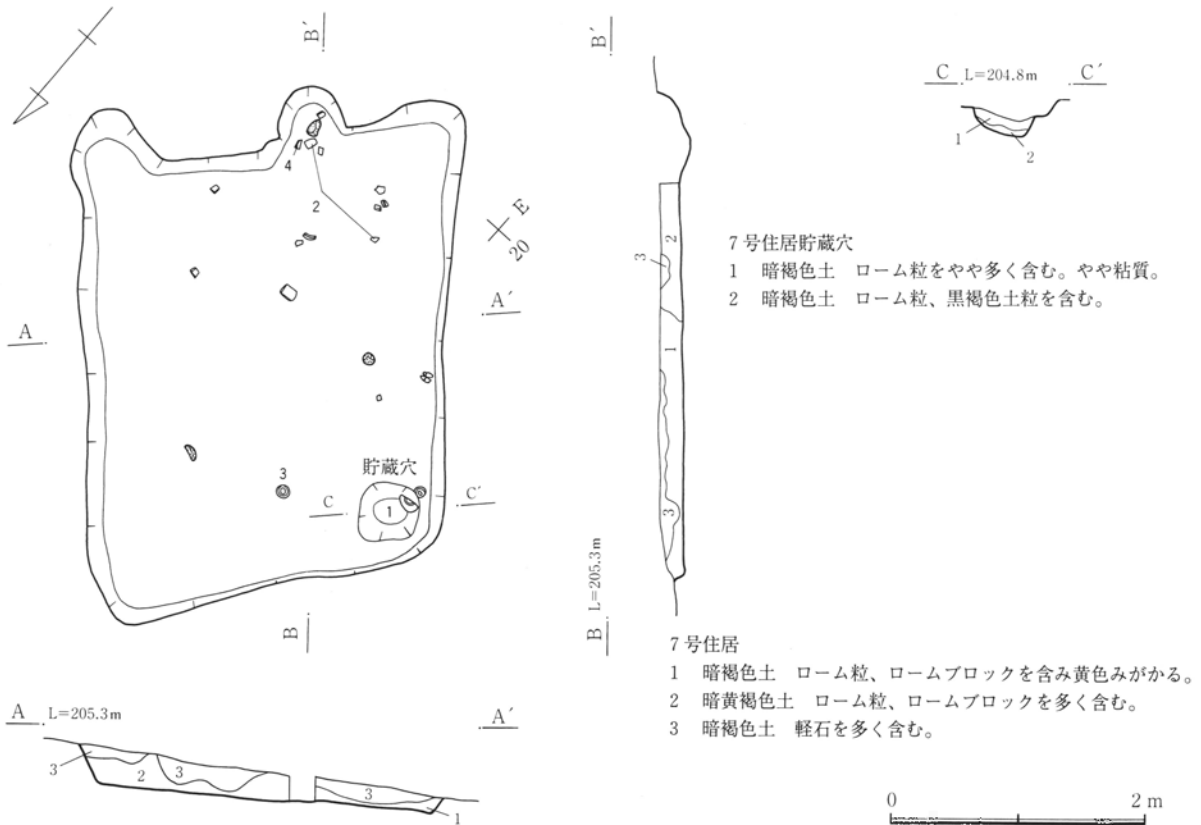 B′
B′
C L=204.8m C′
1
2
4
2
E
20
A′
A
3
2
1
3
7号住居貯蔵穴
1 暗褐色土 ローム粒をやや多く含む。やや粘質。
2 暗褐色土 ローム粒、黒褐色土粒を含む。
貯蔵穴
3
1
C
C′
B
B L=205.3m
7号住居
1 暗褐色土 ローム粒、ロームブロックを含み黄色みがかる。
2 暗黄褐色土 ローム粒、ロームブロックを多く含む。
3 暗褐色土 軽石を多く含む。
A L=205.3m A′
3
2
3
3
1
0 2m